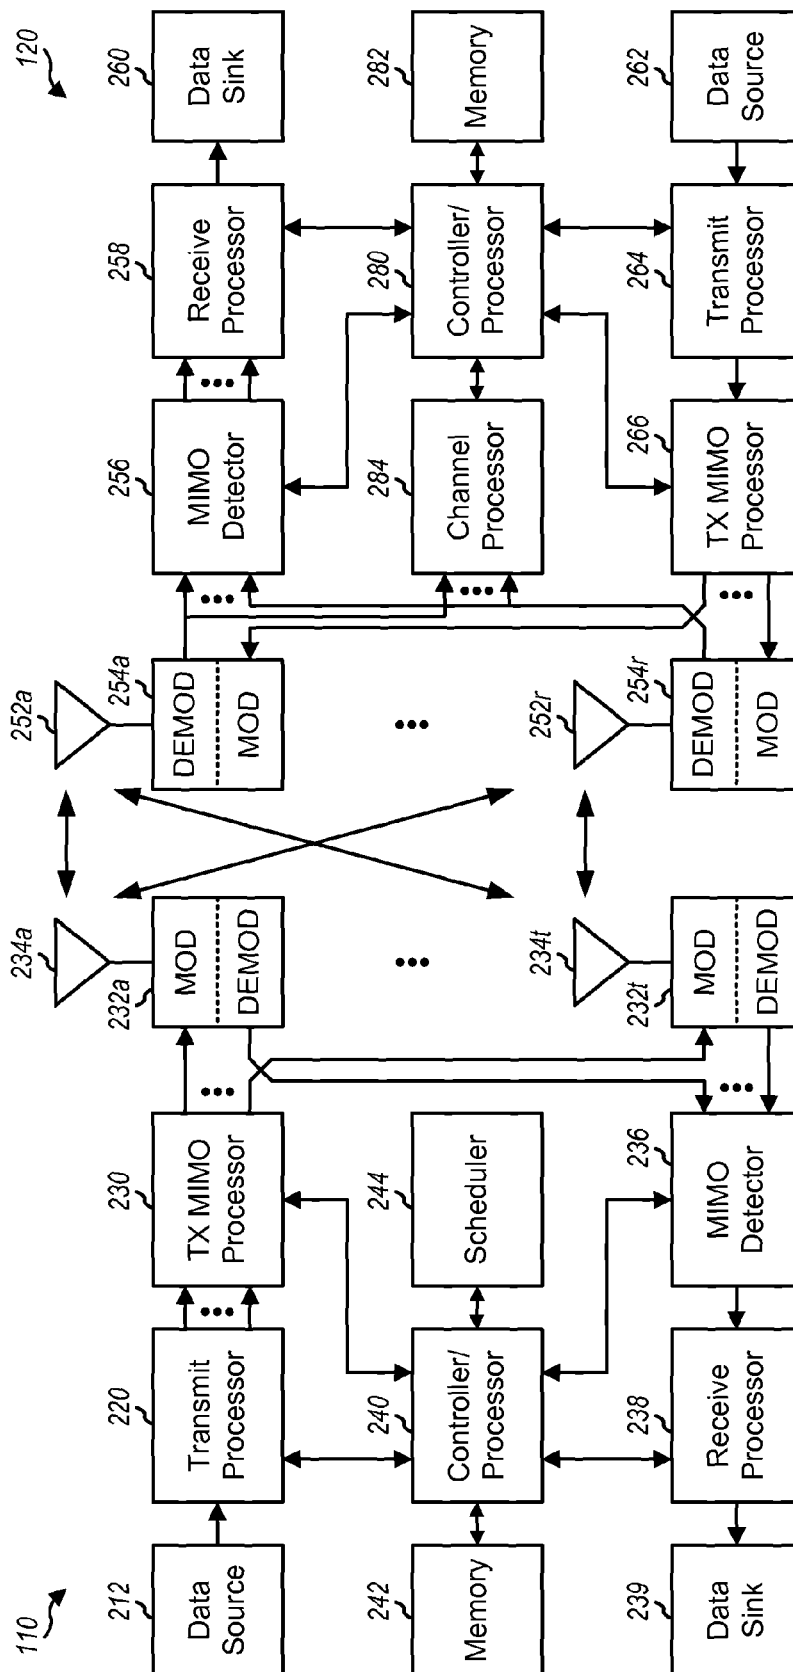 110
120
212
Data
Source
220
Transmit
Processor
230
TX MIMO
Processor
232a
MOD
DEMOD
234a
252a
254a
DEMOD
MOD
256
MIMO
Detector
258
Receive
Processor
260
Data
Sink
242
Memory
240
Controller/
Processor
244
Scheduler
284
Channel
Processor
280
Controller/
Processor
282
Memory
239
Data
Sink
238
Receive
Processor
236
MIMO
Detector
232t
MOD
DEMOD
234t
252r
254r
DEMOD
MOD
266
TX MIMO
Processor
264
Transmit
Processor
262
Data
Source